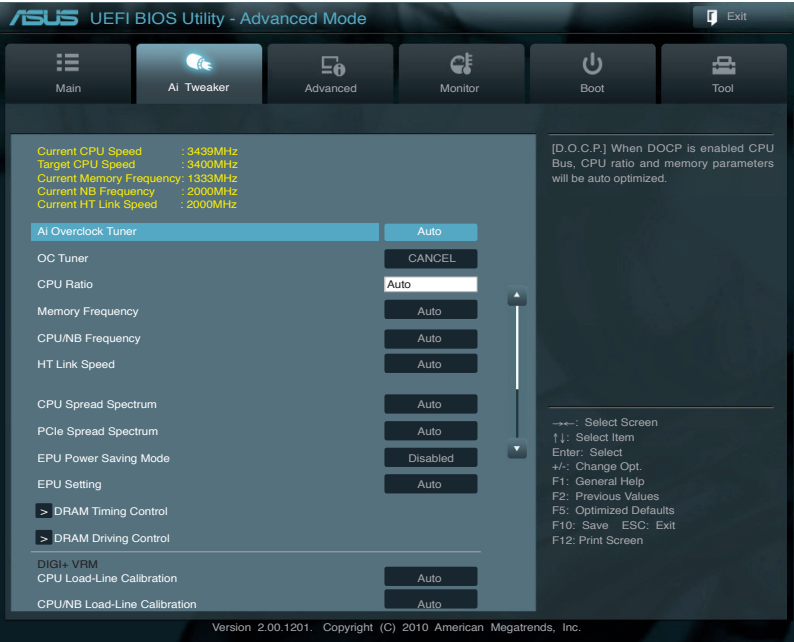 ASUS UEFI BIOS Utility - Advanced Mode
Exit
Main
Ai Tweaker
Advanced
Monitor
Boot
Tool
Current CPU Speed : 3439MHz
Target CPU Speed : 3400MHz
Current Memory Frequency: 1333MHz
Current NB Frequency : 2000MHz
Current HT Link Speed : 2000MHz
Ai Overclock Tuner Auto
OC Tuner CANCEL
CPU Ratio Auto
Memory Frequency Auto
CPU/NB Frequency Auto
HT Link Speed Auto
CPU Spread Spectrum Auto
PCIe Spread Spectrum Auto
EPU Power Saving Mode Disabled
EPU Setting Auto
> DRAM Timing Control
> DRAM Driving Control
DIGI+ VRM
CPU Load-Line Calibration Auto
CPU/NB Load-Line Calibration Auto
[D.O.C.P.] When DOCP is enabled CPU
Bus, CPU ratio and memory parameters
will be auto optimized.
→←: Select Screen
↑↓: Select Item
Enter: Select
+/-: Change Opt.
F1: General Help
F2: Previous Values
F5: Optimized Defaults
F10: Save ESC: Exit
F12: Print Screen
Version 2.00.1201. Copyright (C) 2010 American Megatrends, Inc.